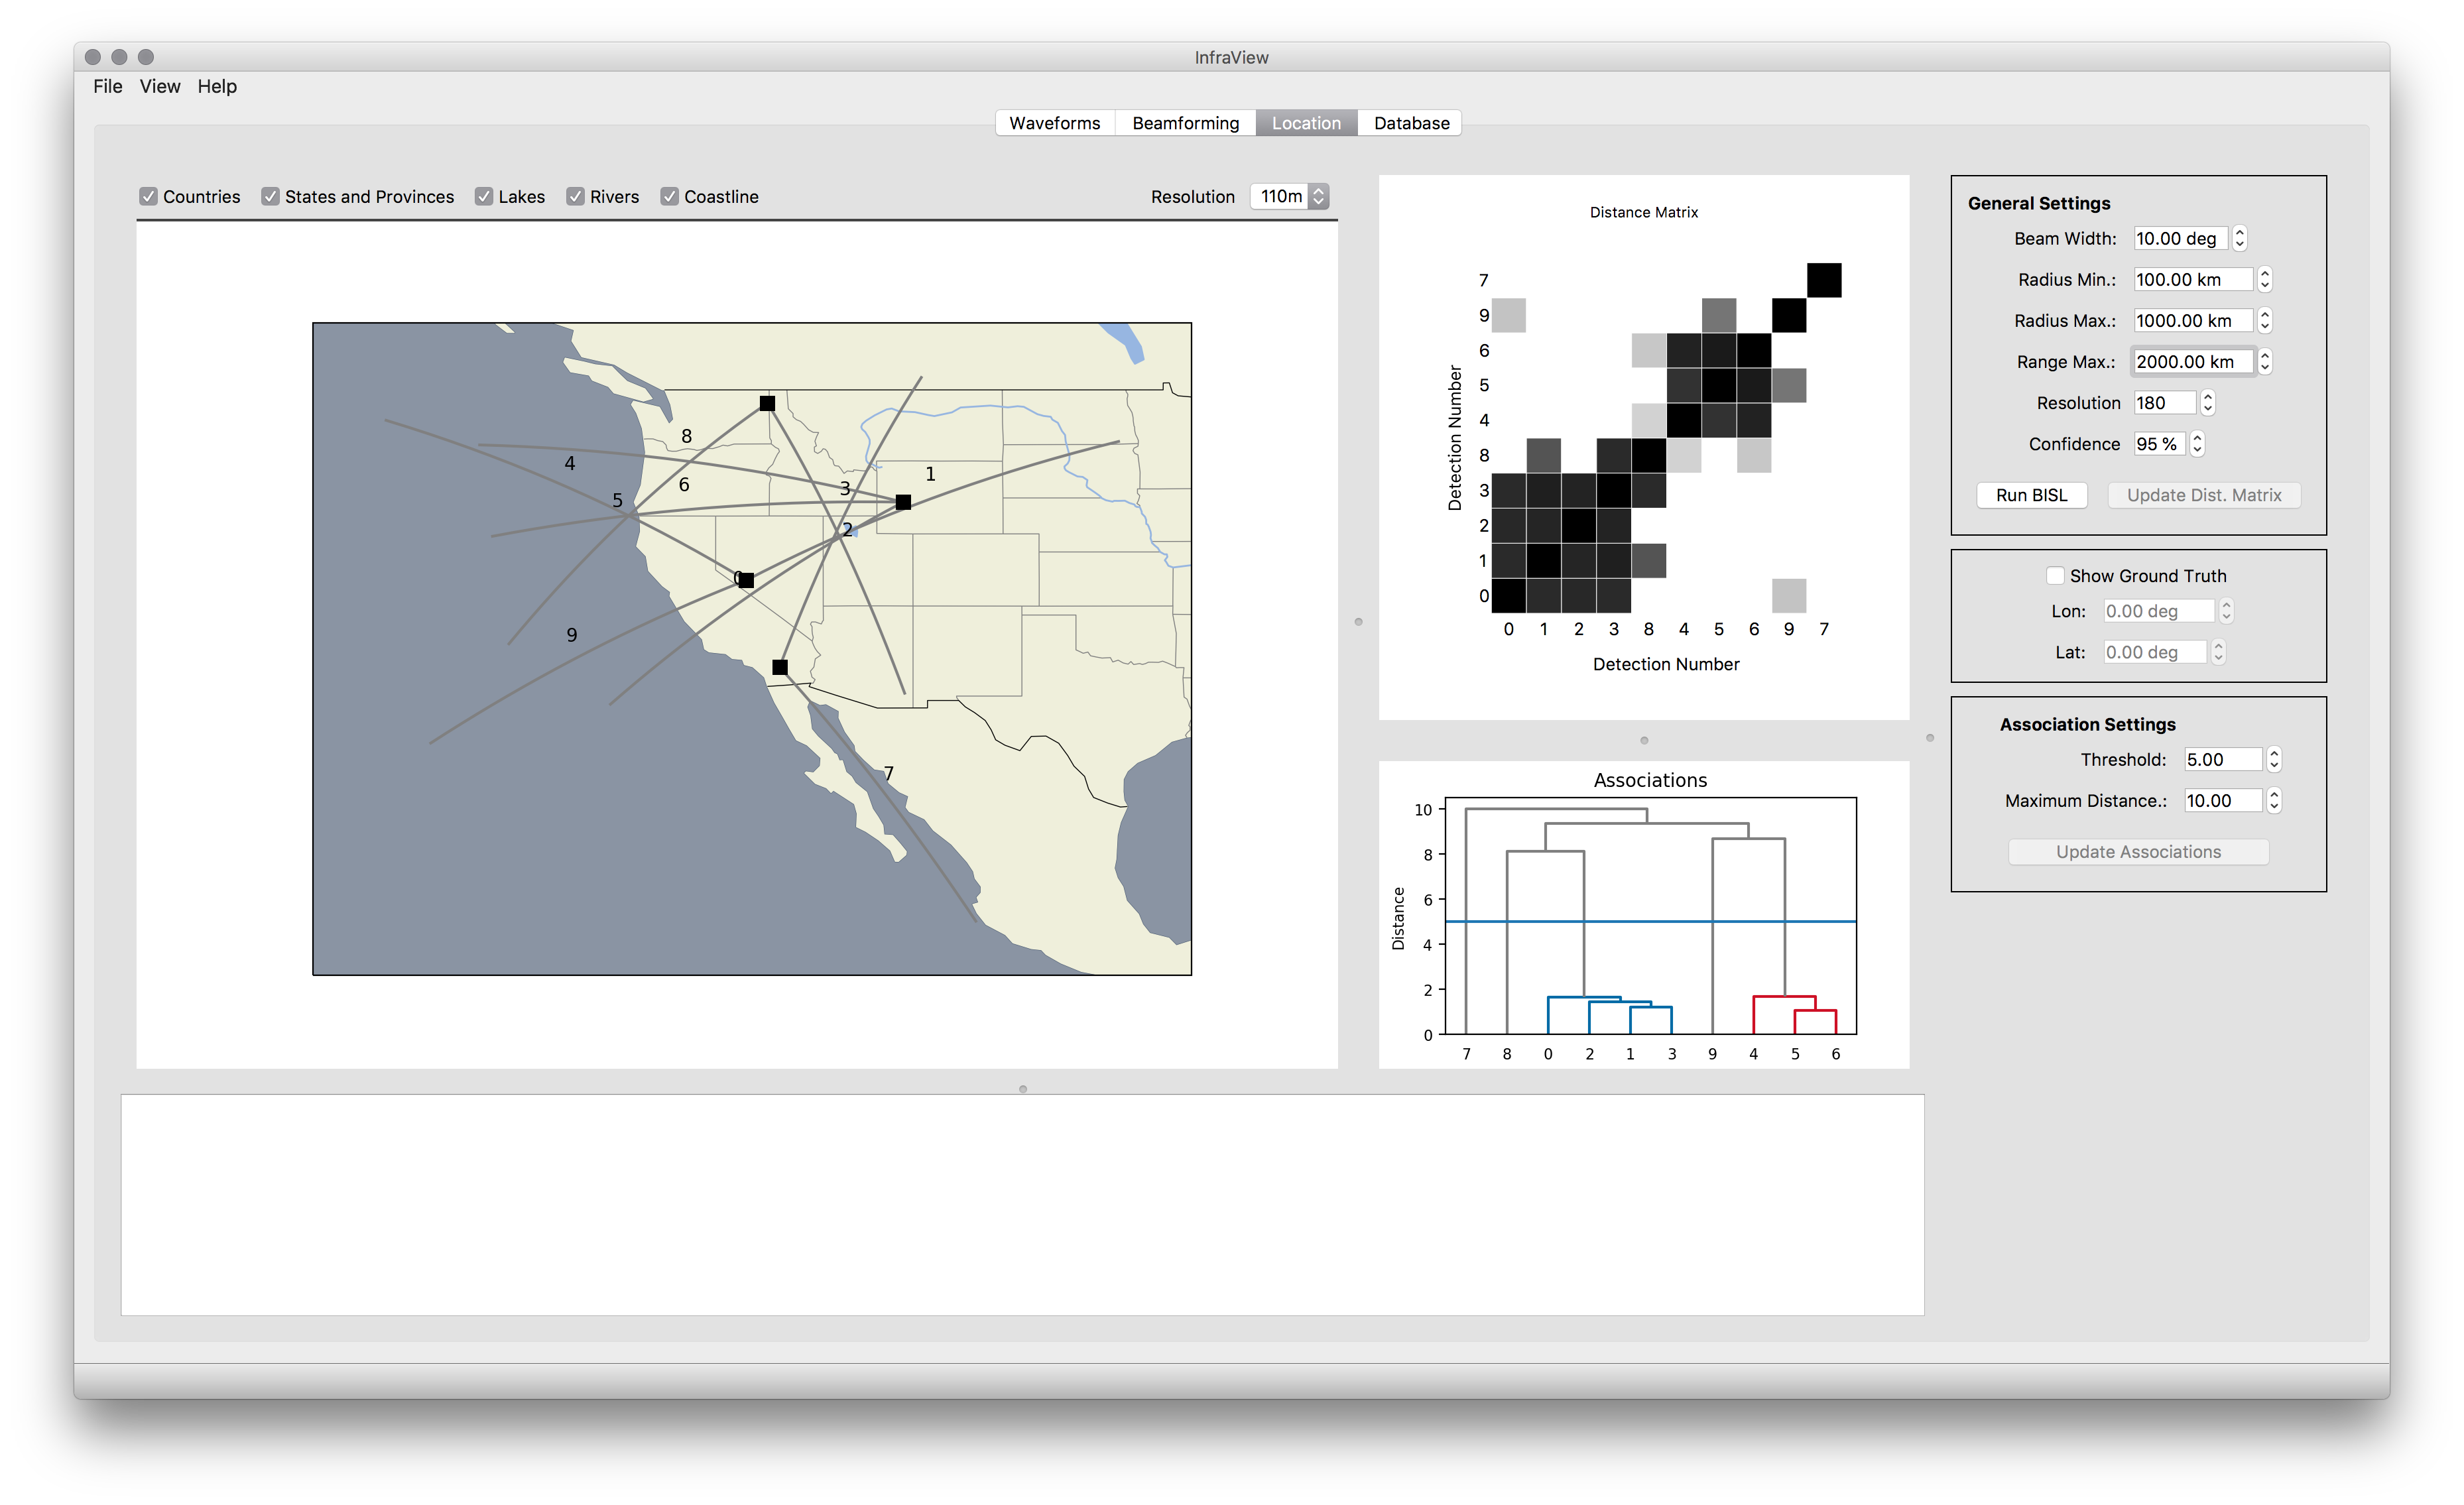 InfraView
File View Help
Waveforms Beamforming Location Database
Countries States and Provinces Lakes Rivers Coastline Resolution 110m
8
4
6
5
3
1
2
0
9
7
Distance Matrix
Detection Number
7
9
6
5
4
8
3
2
1
0
0 1 2 3 8 4 5 6 9 7
Detection Number
Associations
Distance
10
8
6
4
2
0
7 8 0 2 1 3 9 4 5 6
General Settings
Beam Width: 10.00 deg
Radius Min.: 100.00 km
Radius Max.: 1000.00 km
Range Max.: 2000.00 km
Resolution 180
Confidence 95 %
Run BISL Update Dist. Matrix
Show Ground Truth
Lon: 0.00 deg
Lat: 0.00 deg
Association Settings
Threshold: 5.00
Maximum Distance.: 10.00
Update Associations